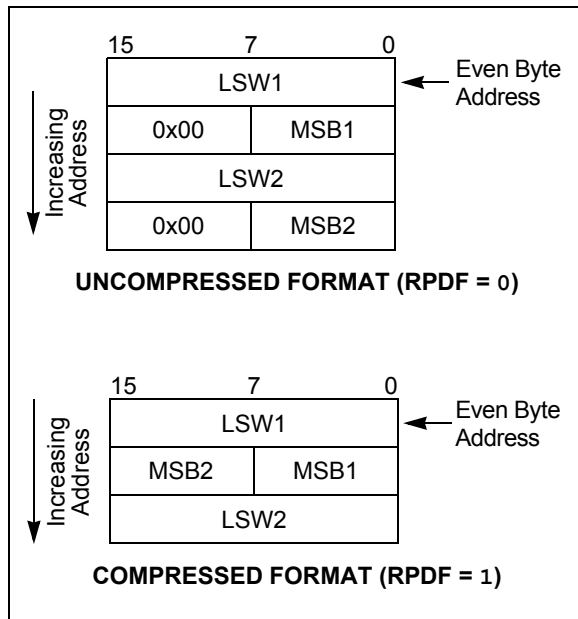 15 7 0
LSW1
Even Byte
Address
0x00 MSB1
LSW2
0x00 MSB2
Increasing
Address
UNCOMPRESSED FORMAT (RPDF = 0)
15 7 0
LSW1
Even Byte
Address
MSB2 MSB1
LSW2
Increasing
Address
COMPRESSED FORMAT (RPDF = 1)